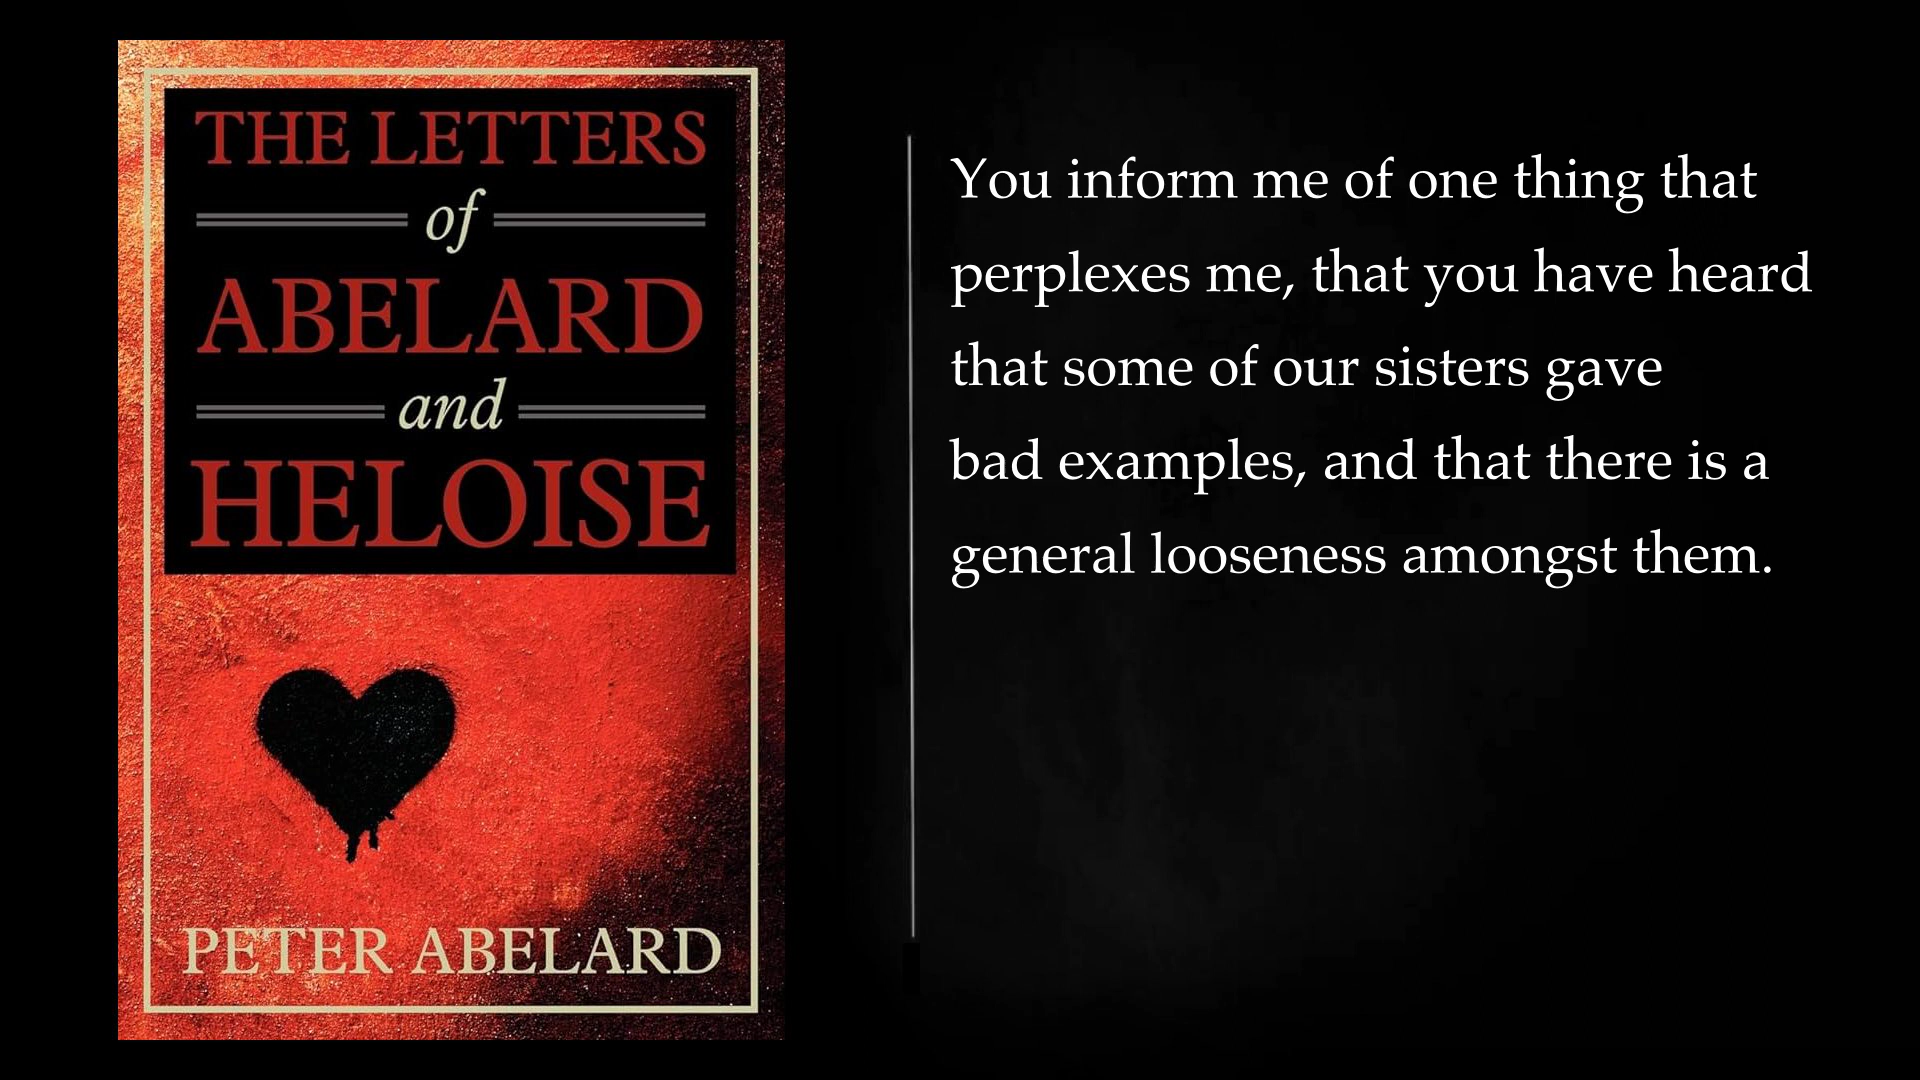 THE LETTERS
of
ABELARD
and
HELOISE
PETER ABELARD
You inform me of one thing that
perplexes me, that you have heard
that some of our sisters gave
bad examples, and that there is a
general looseness amongst them.